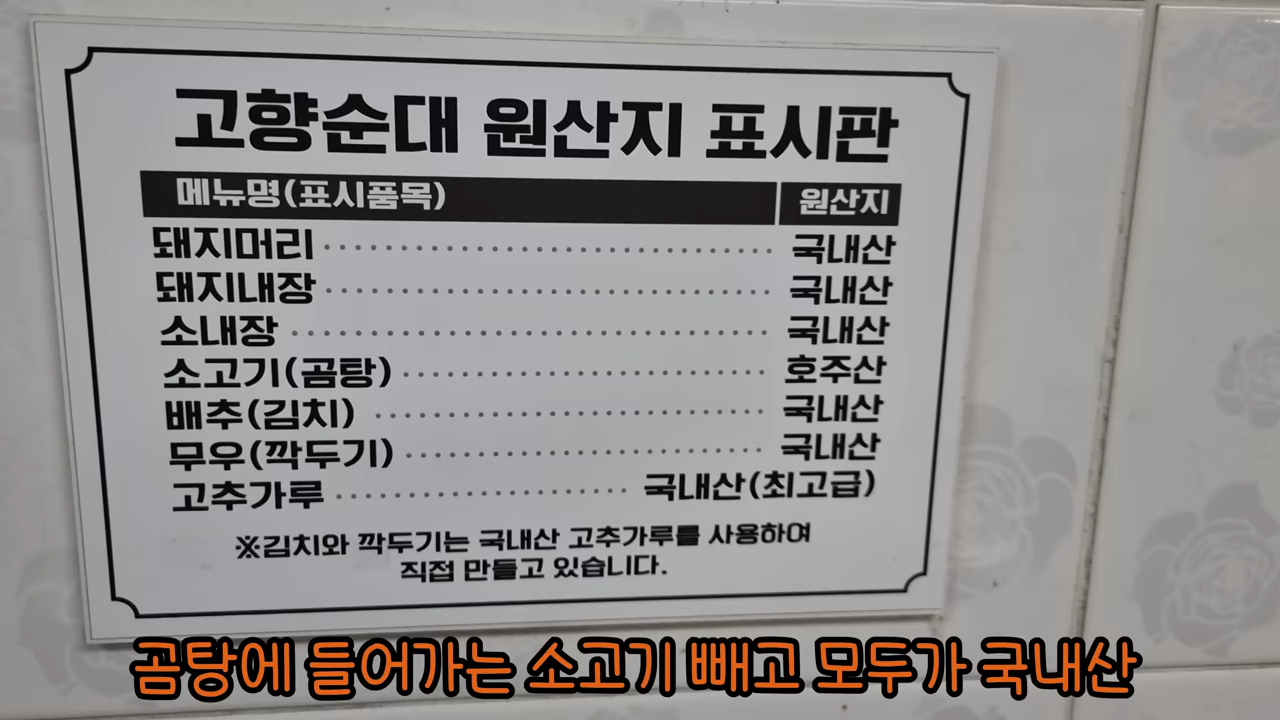 고향순대 원산지 표시판
메뉴명(표시품목) 원산지
돼지머리 국내산
돼지내장 국내산
소내장 국내산
소고기(곰탕) 호주산
배추(김치) 국내산
무우(깍두기) 국내산
고추가루 국내산(최고급)
※김치와 깍두기는 국내산 고추가루를 사용하여
직접 만들고 있습니다.
곰탕에 들어가는 소고기 빼고 모두가 국내산